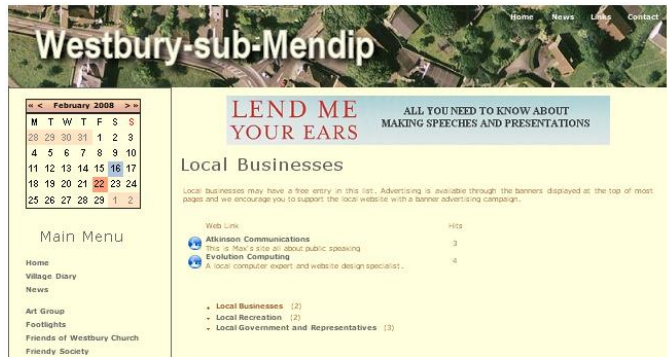 Home News Links Contact
Westbury-sub-Mendip
« < February 2008 > »
M T W T F S S
28 29 30 31 1 2 3
4 5 6 7 8 9 10
11 12 13 14 15 16 17
18 19 20 21 22 23 24
25 26 27 28 29 1 2
Main Menu
Home
Village Diary
News
Art Group
Footlights
Friends of Westbury Church
Friendy Society
LEND ME
YOUR EARS
ALL YOU NEED TO KNOW ABOUT
MAKING SPEECHES AND PRESENTATIONS
Local Businesses
Local businesses may have a free entry in this list. Advertising is available through the banners displayed at the top of most
pages and we encourage you to support the local website with a banner advertising campaign.
Web Link Hits
Atkinson Communications
This is Max's site all about public speaking 3
Evolution Computing
A local computer expert and website design specialist. 4
Local Businesses (2)
Local Recreation (2)
Local Government and Representatives (3)